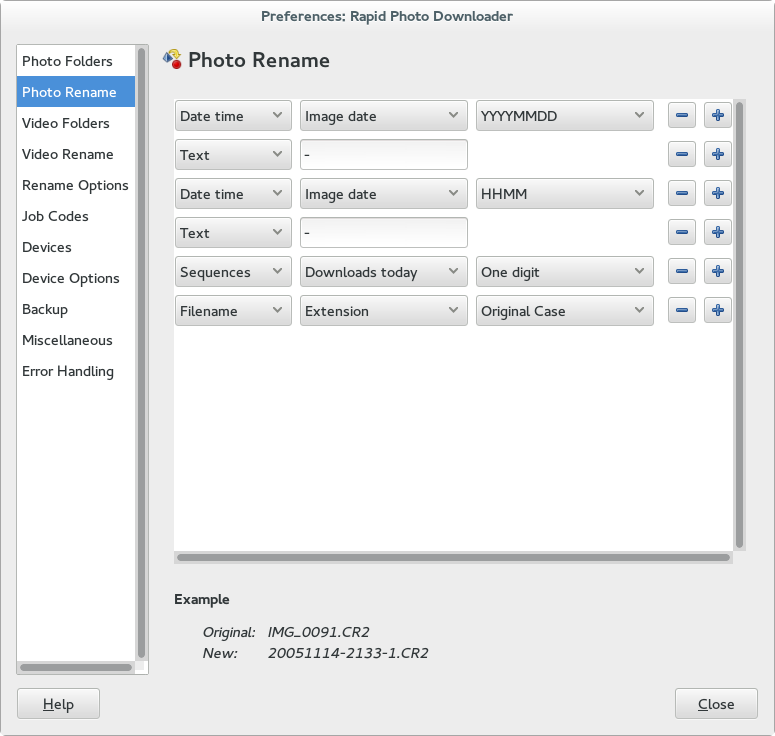 Preferences: Rapid Photo Downloader
Photo Folders
Photo Rename
Video Folders
Video Rename
Rename Options
Job Codes
Devices
Device Options
Backup
Miscellaneous
Error Handling
Photo Rename
Date time Image date YYYYMMDD
Text -
Date time Image date HHMM
Text -
Sequences Downloads today One digit
Filename Extension Original Case
Example
Original: IMG_0091.CR2
New: 20051114-2133-1.CR2
Help Close